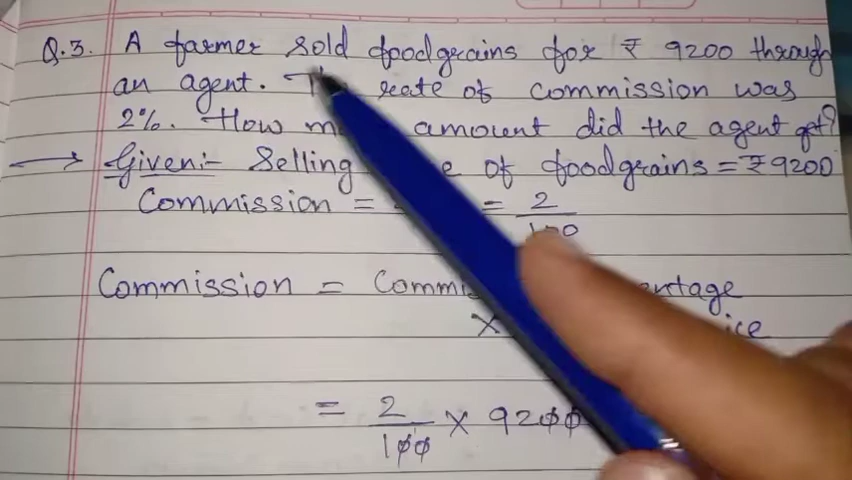 Q.3. A farmer sold foodgrains for ₹ 9200 through
an agent. rate of commission was
2%. How amount did the agent get?
→ Given:- Selling of foodgrains = ₹9200
Commission = = 2/100
Commission =
×
= 2/100 × 9200